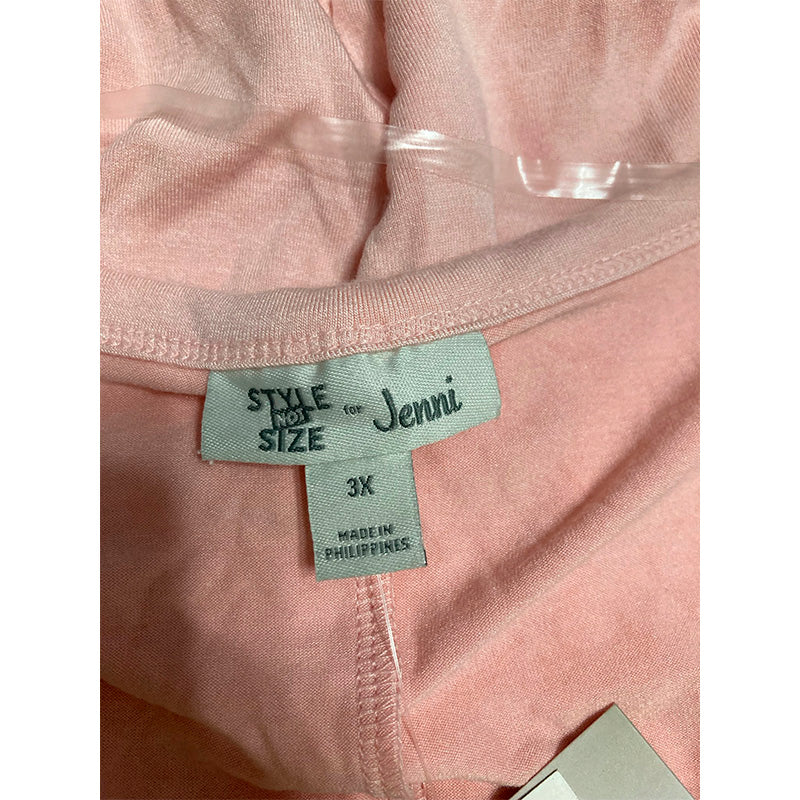 STYLE
NOT
SIZE
for Jenni
3X
MADE IN
PHILIPPINES